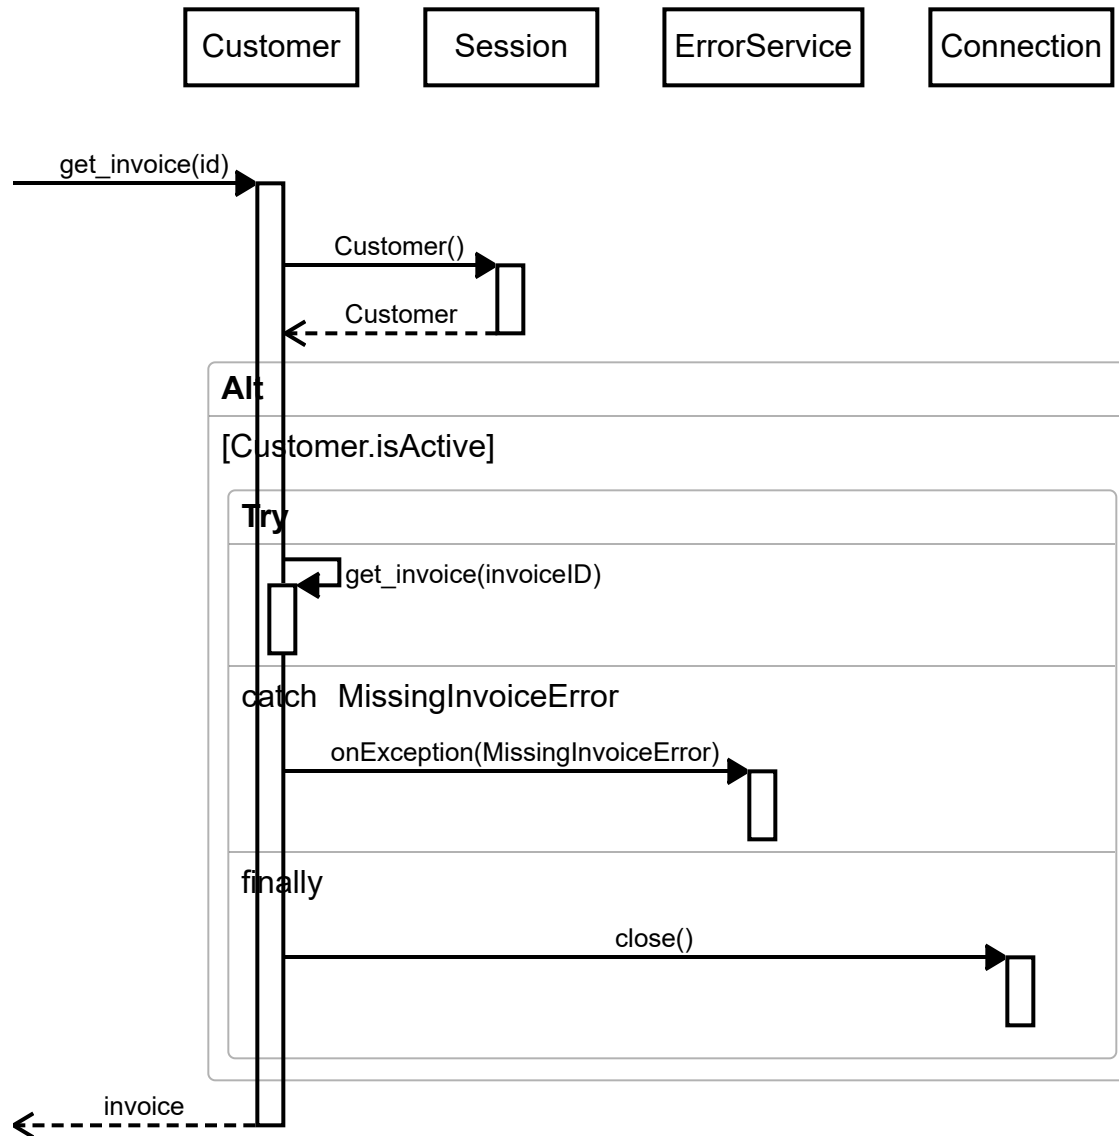 Customer Session ErrorService Connection
get_invoice(id)
Customer()
Customer
Alt
[Customer.isActive]
Try
get_invoice(invoiceID)
catch MissingInvoiceError
onException(MissingInvoiceError)
finally
close()
invoice